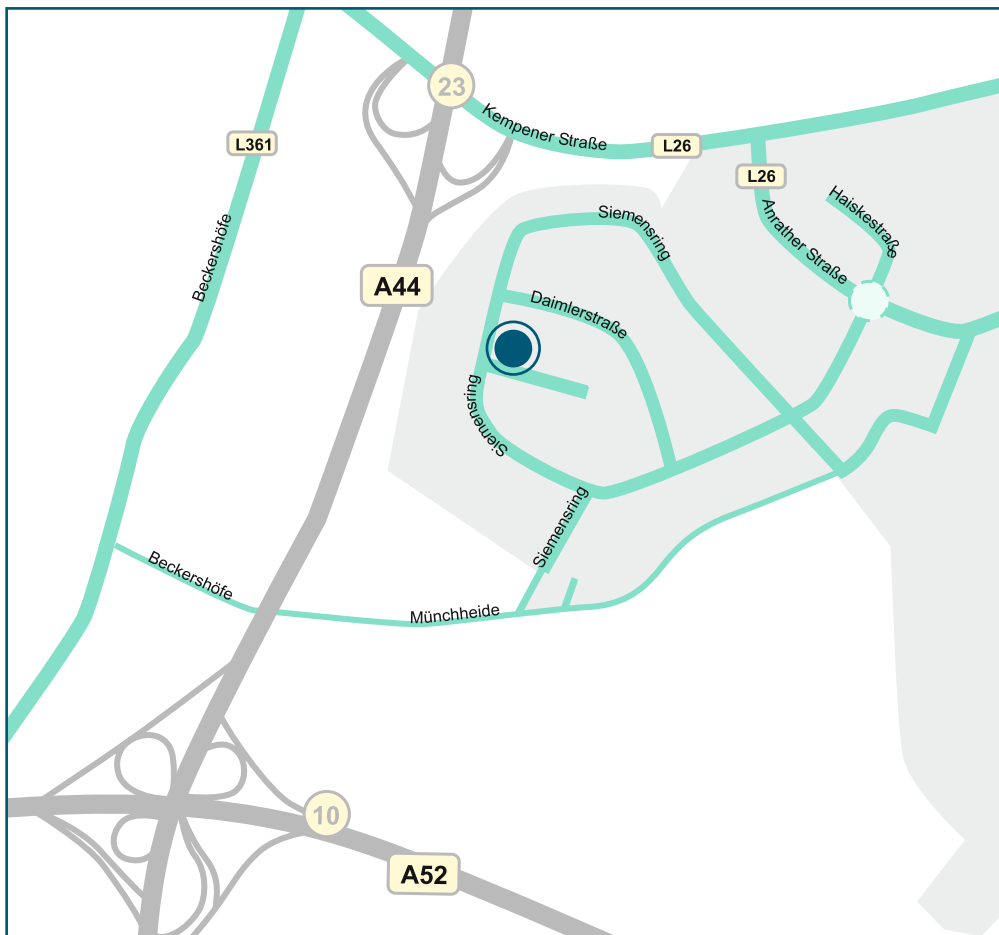 23
Kempener Straße
L361
L26
L26
Haiskestraße
Siemensring
Anrather Straße
Beckershöfe
A44
Daimlerstraße
Siemensring
Siemensring
Beckershöfe
Münchheide
10
A52